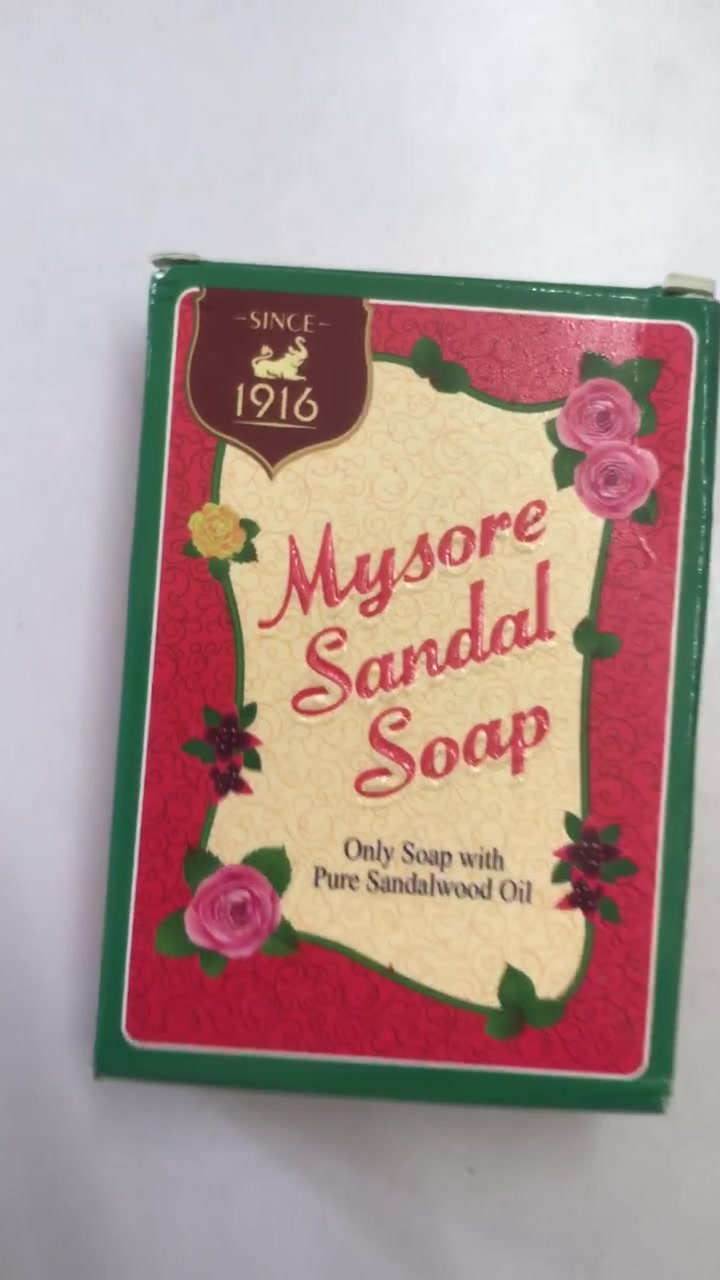 -SINCE-
1916
Mysore
Sandal
Soap
Only Soap with
Pure Sandalwood Oil